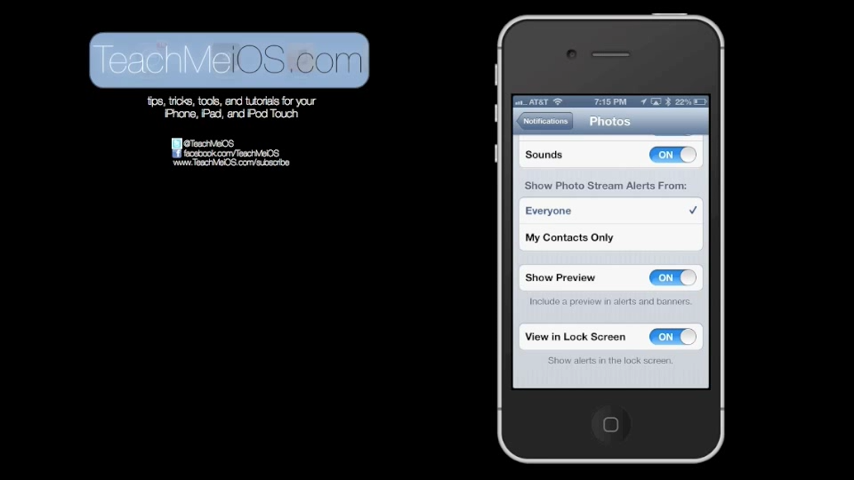 TeachMeiOS.com
tips, tricks, tools, and tutorials for your
iPhone, iPad, and iPod Touch
@TeachMeiOS
facebook.com/TeachMeiOS
www.TeachMeiOS.com/subscribe
AT&T 7:15 PM 22%
Notifications Photos
Sounds ON
Show Photo Stream Alerts From:
Everyone
My Contacts Only
Show Preview ON
Include a preview in alerts and banners.
View in Lock Screen ON
Show alerts in the lock screen.